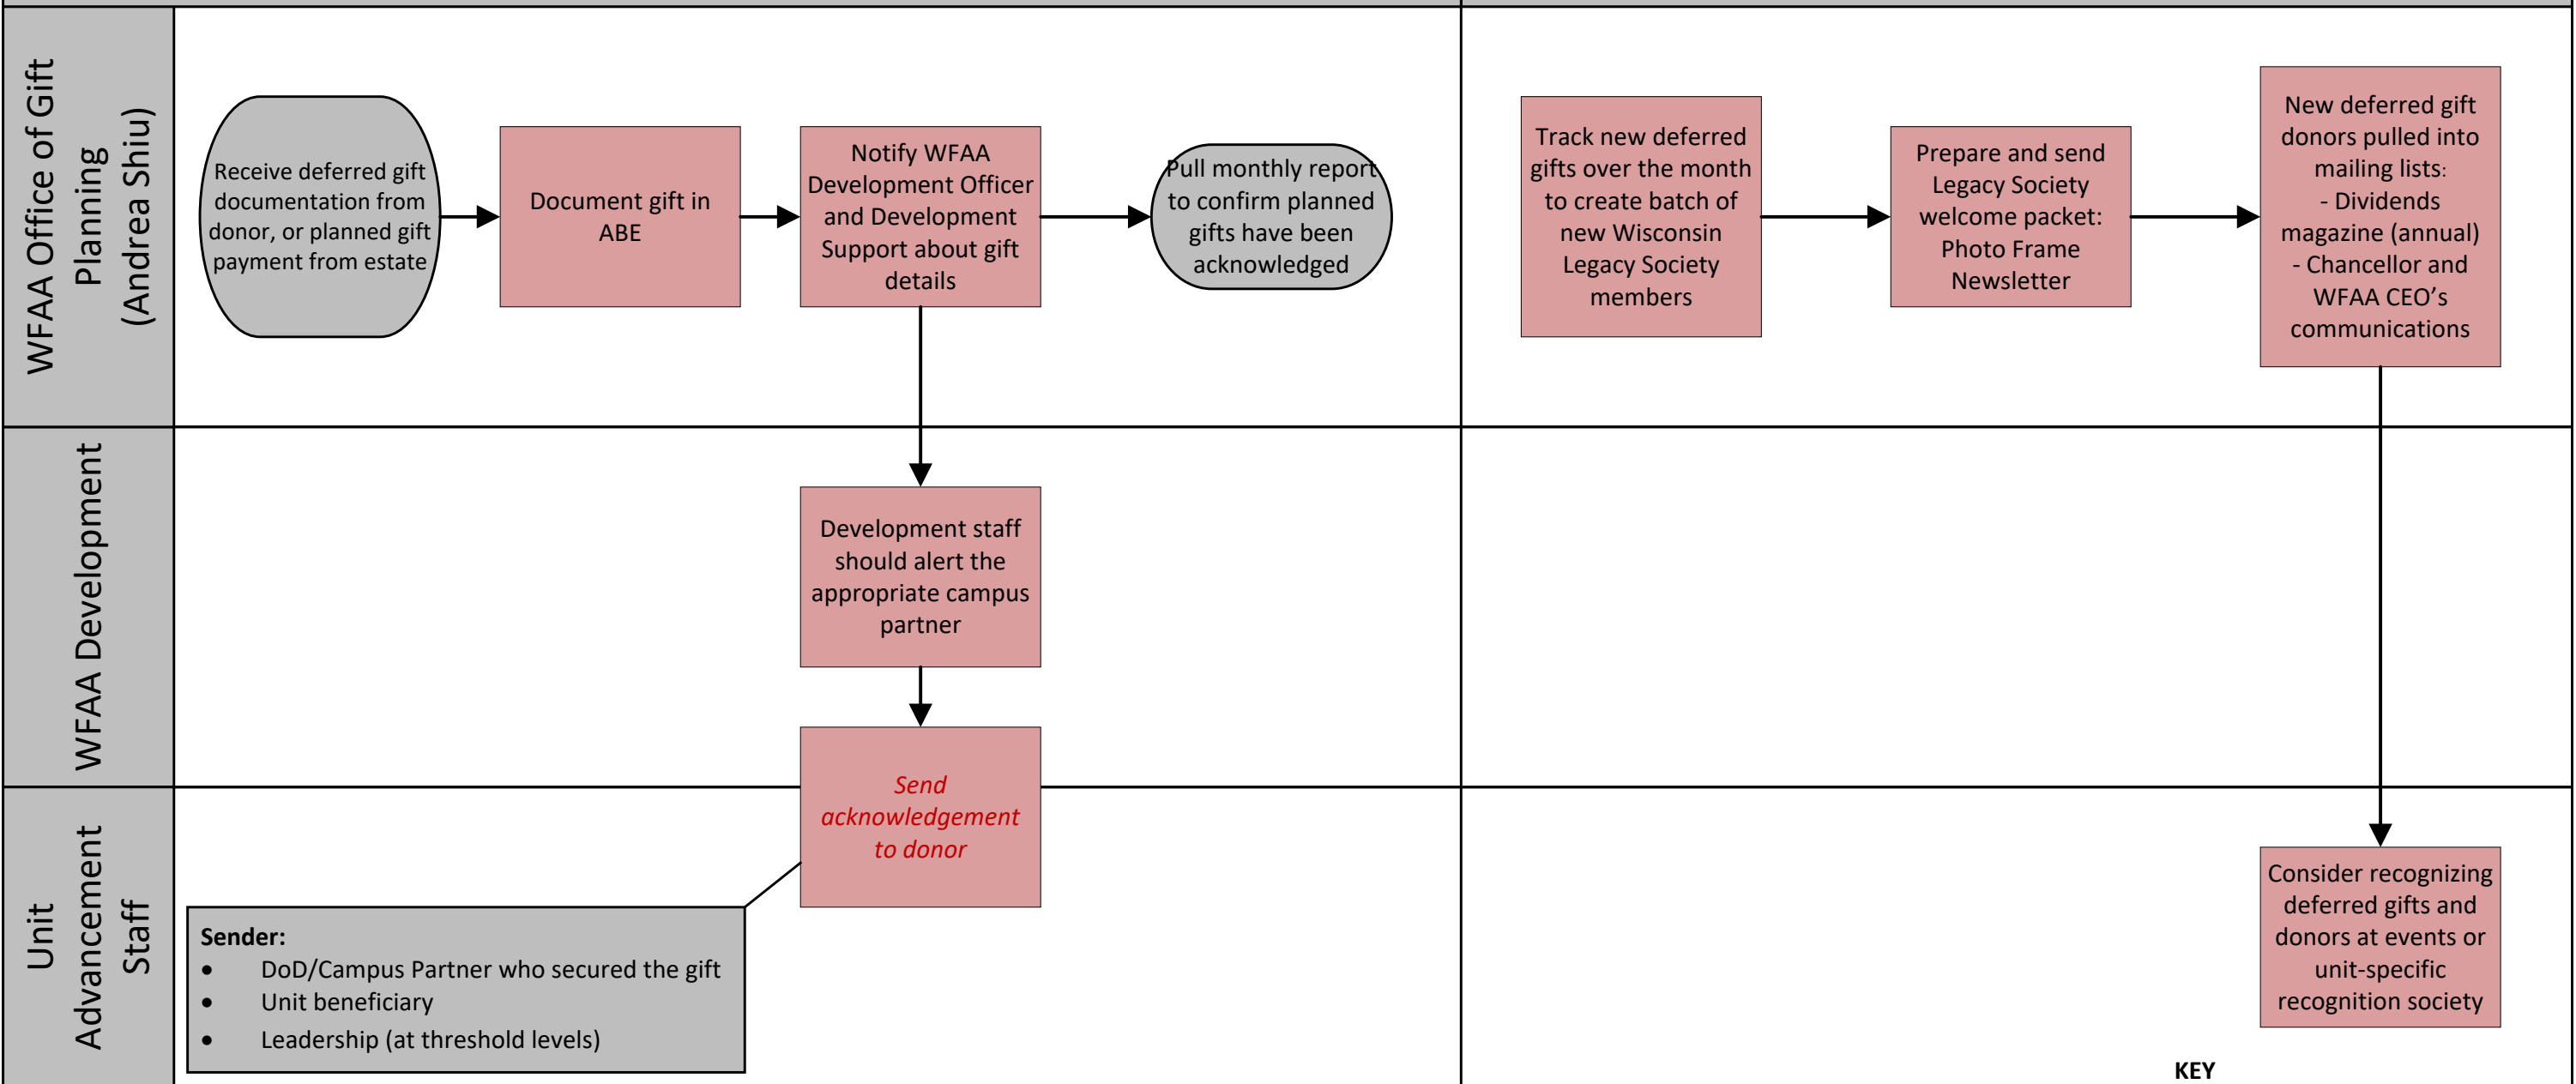 WFAA Office of Gift
Planning
(Andrea Shiu)
Receive deferred gift
documentation from
donor, or planned gift
payment from estate
Document gift in
ABE
Notify WFAA
Development Officer
and Development
Support about gift
details
Pull monthly report
to confirm planned
gifts have been
acknowledged
Track new deferred
gifts over the month
to create batch of
new Wisconsin
Legacy Society
members
Prepare and send
Legacy Society
welcome packet:
Photo Frame
Newsletter
New deferred gift
donors pulled into
mailing lists:
- Dividends
magazine (annual)
- Chancellor and
WFAA CEO’s
communications
WFAA Development
Development staff
should alert the
appropriate campus
partner
Send
acknowledgement
to donor
Unit
Advancement
Staff
Sender:
• DoD/Campus Partner who secured the gift
• Unit beneficiary
• Leadership (at threshold levels)
Consider recognizing
deferred gifts and
donors at events or
unit-specific
recognition society
KEY